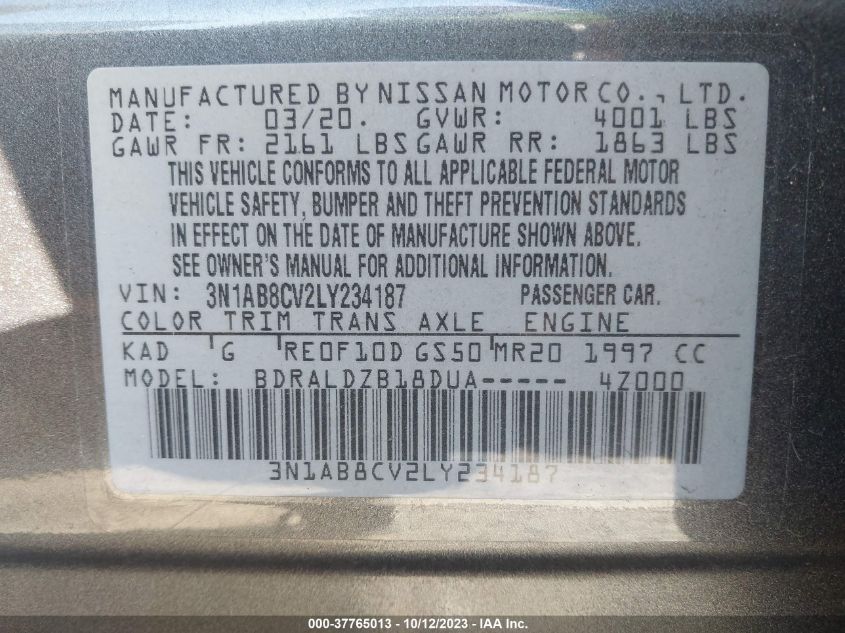 MANUFACTURED BY NISSAN MOTOR CO., LTD.
DATE: 03/20. GVWR: 4001 LBS
GAWR FR: 2161 LBS GAWR RR: 1863 LBS
THIS VEHICLE CONFORMS TO ALL APPLICABLE FEDERAL MOTOR
VEHICLE SAFETY, BUMPER AND THEFT PREVENTION STANDARDS
IN EFFECT ON THE DATE OF MANUFACTURE SHOWN ABOVE.
SEE OWNER'S MANUAL FOR ADDITIONAL INFORMATION.
VIN: 3N1AB8CV2LY234187 PASSENGER CAR.
COLOR TRIM TRANS AXLE ENGINE
KAD G RE0F10D GS50 MR20 1997 CC
MODEL: BDRALDZB18DUA----- 4Z000
3N1AB8CV2LY234187
000-37765013 - 10/12/2023 - IAA Inc.